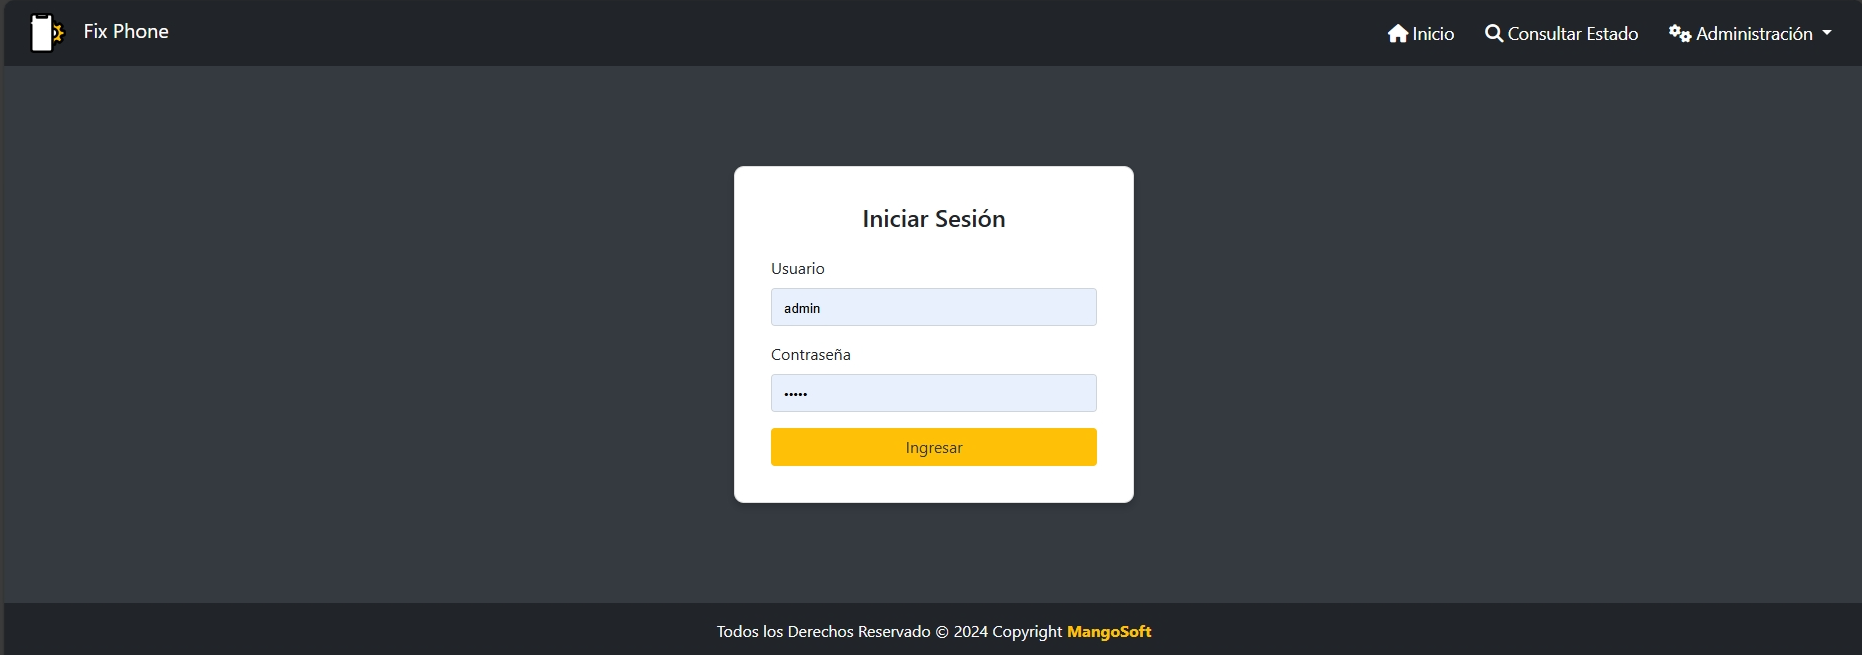 Fix Phone
Inicio
Consultar Estado
Administración
Iniciar Sesión
Usuario
admin
Contraseña
•••••
Ingresar
Todos los Derechos Reservado © 2024 Copyright MangoSoft